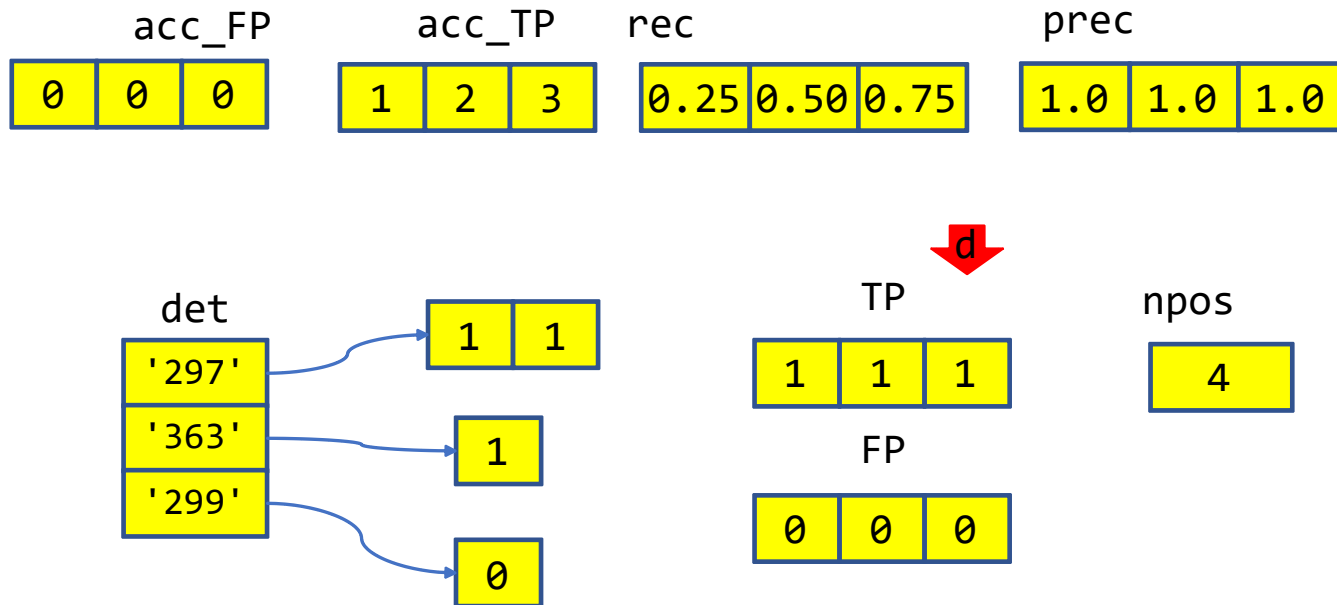 acc_FP acc_TP rec prec
0 0 0 1 2 3 0.25 0.50 0.75 1.0 1.0 1.0
d
det TP npos
'297' 1 1 1 1 1 4
'363' 1 FP
'299' 0 0 0 0